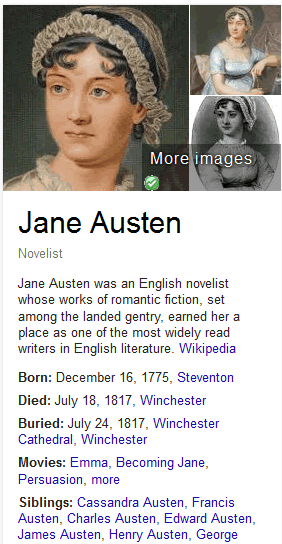 More images
Jane Austen
Novelist
Jane Austen was an English novelist
whose works of romantic fiction, set
among the landed gentry, earned her a
place as one of the most widely read
writers in English literature. Wikipedia
Born: December 16, 1775, Steventon
Died: July 18, 1817, Winchester
Buried: July 24, 1817, Winchester
Cathedral, Winchester
Movies: Emma, Becoming Jane,
Persuasion, more
Siblings: Cassandra Austen, Francis
Austen, Charles Austen, Edward Austen,
James Austen, Henry Austen, George